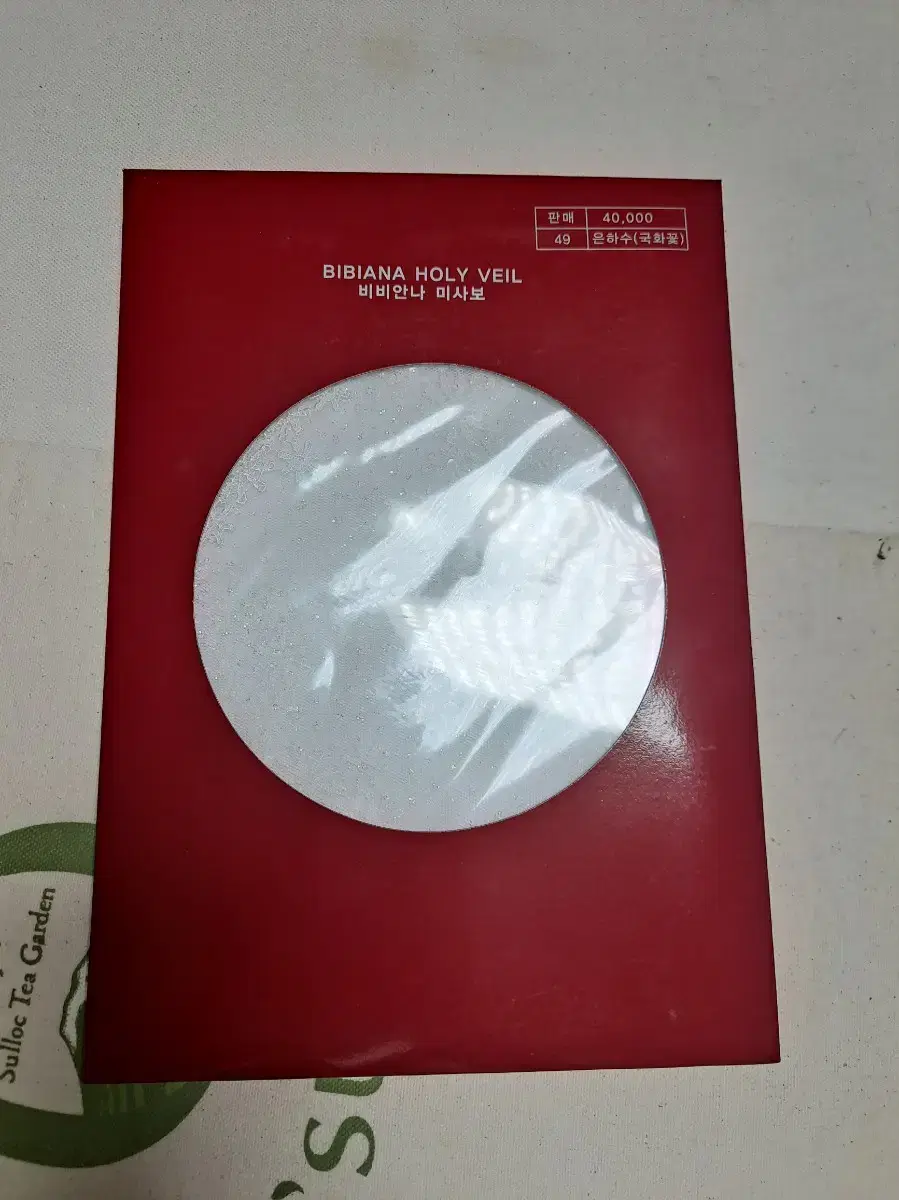 판매 40,000
49 은하수(국화꽃)
BIBIANA HOLY VEIL
비비안나 미사보
Sulloc Tea Garden